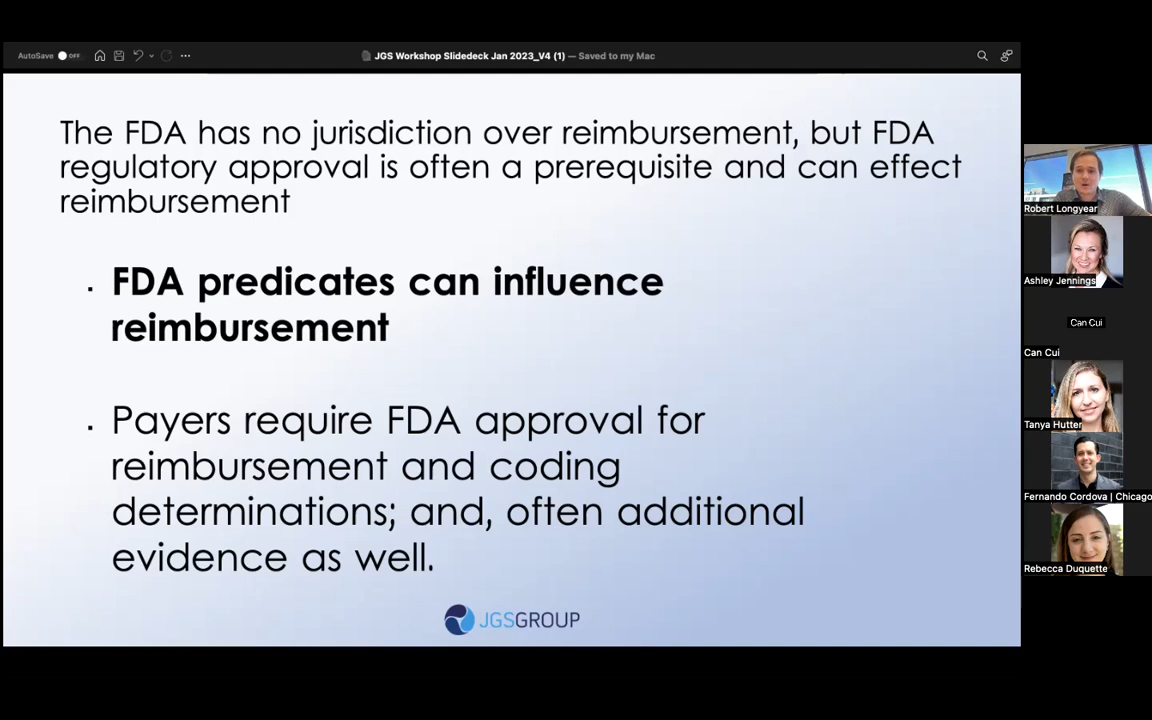 AutoSave OFF
JGS Workshop Slidedeck Jan 2023_V4 (1) — Saved to my Mac
The FDA has no jurisdiction over reimbursement, but FDA
regulatory approval is often a prerequisite and can effect
reimbursement
FDA predicates can influence
reimbursement
Payers require FDA approval for
reimbursement and coding
determinations; and, often additional
evidence as well.
JGSGROUP
Robert Longyear
Ashley Jennings
Can Cui
Can Cui
Tanya Hutter
Fernando Cordova | Chicago
Rebecca Duquette